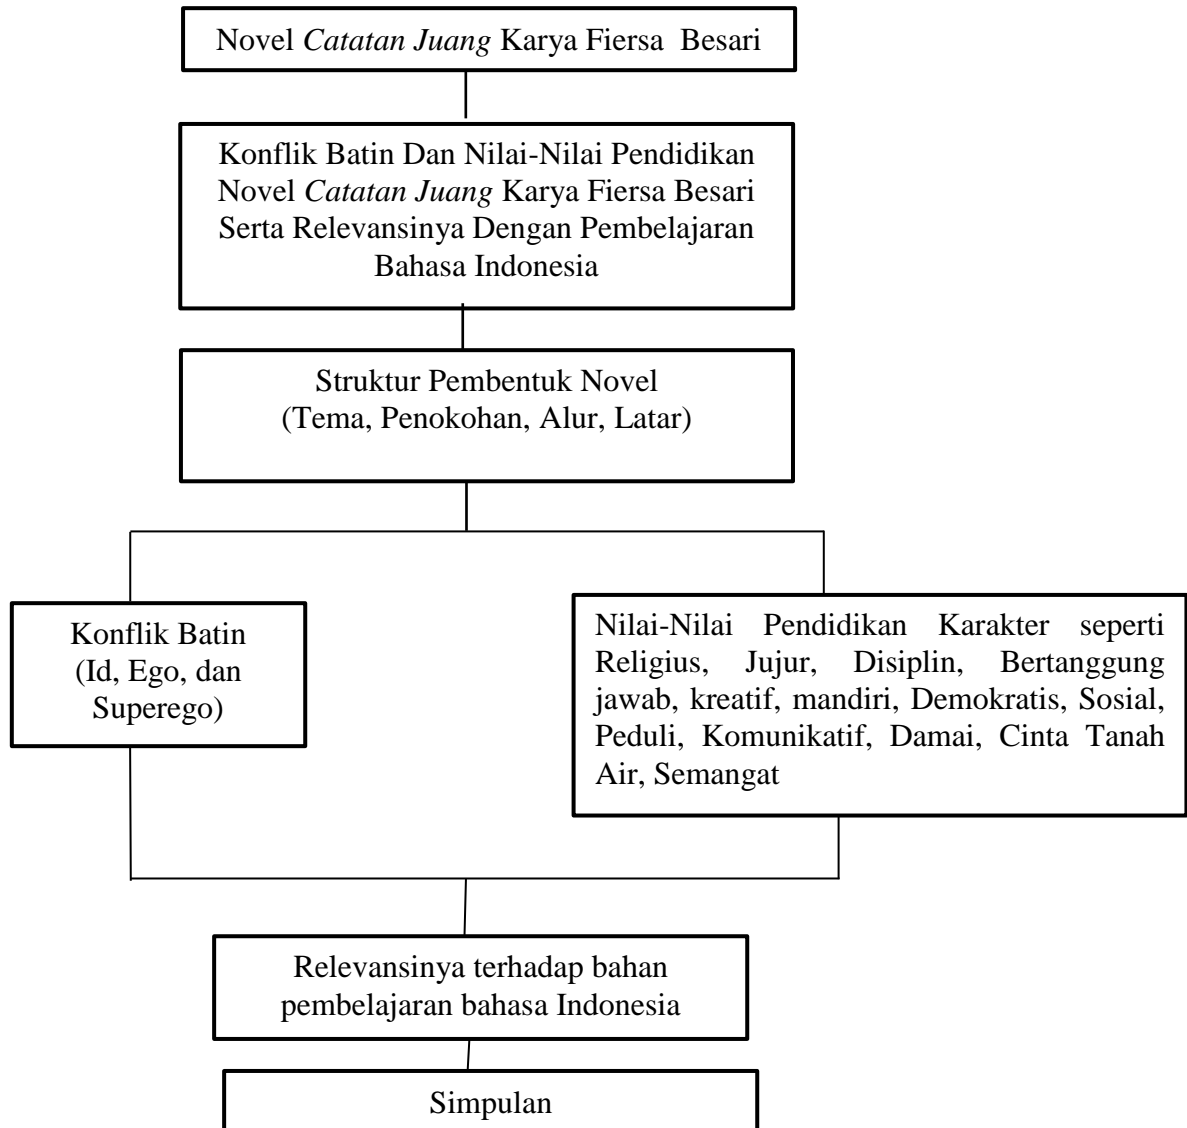 Novel Catatan Juang Karya Fiersa Besari
Konflik Batin Dan Nilai-Nilai Pendidikan
Novel Catatan Juang Karya Fiersa Besari
Serta Relevansinya Dengan Pembelajaran
Bahasa Indonesia
Struktur Pembentuk Novel
(Tema, Penokohan, Alur, Latar)
Konflik Batin
(Id, Ego, dan
Superego)
Nilai-Nilai Pendidikan Karakter seperti
Religius, Jujur, Disiplin, Bertanggung
jawab, kreatif, mandiri, Demokratis, Sosial,
Peduli, Komunikatif, Damai, Cinta Tanah
Air, Semangat
Relevansinya terhadap bahan
pembelajaran bahasa Indonesia
Simpulan